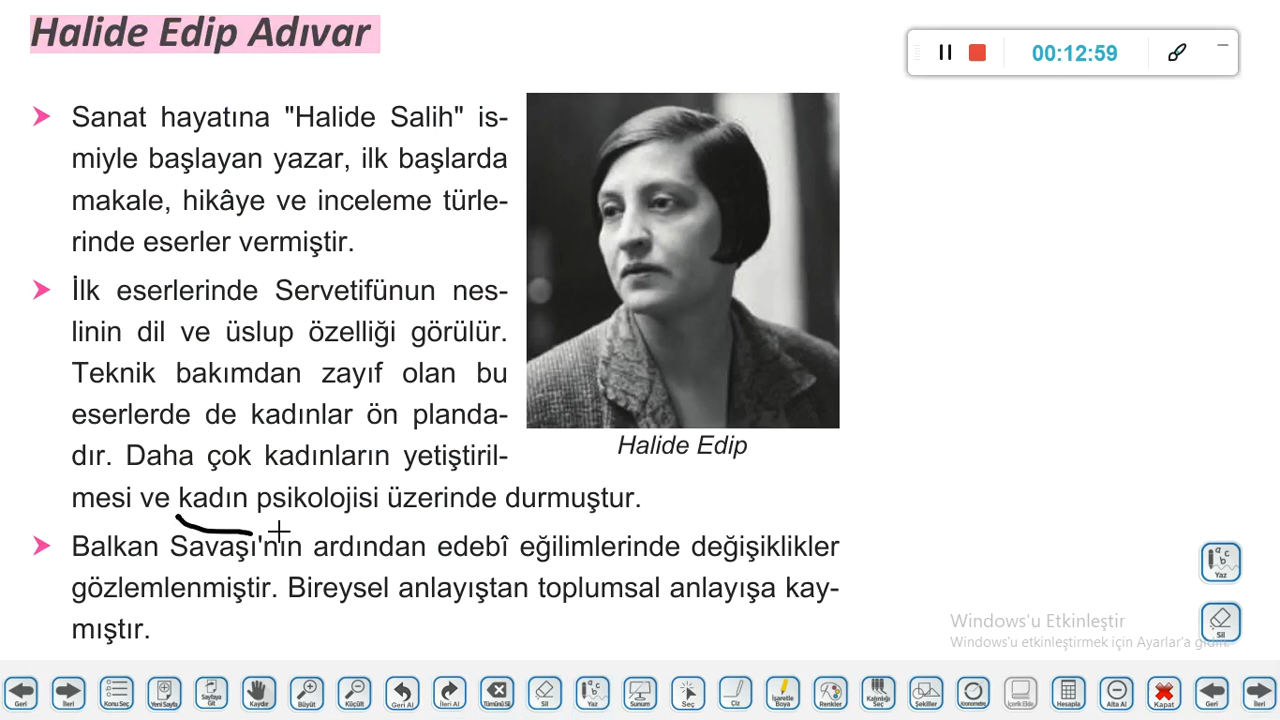 Halide Edip Adıvar
00:12:59
Sanat hayatına "Halide Salih" is-
miyle başlayan yazar, ilk başlarda
makale, hikâye ve inceleme türle-
rinde eserler vermiştir.
İlk eserlerinde Servetifünun nes-
linin dil ve üslup özelliği görülür.
Teknik bakımdan zayıf olan bu
eserlerde de kadınlar ön planda-
dır. Daha çok kadınların yetiştiril-
mesi ve kadın psikolojisi üzerinde durmuştur.
Halide Edip
Balkan Savaşı'nın ardından edebî eğilimlerinde değişiklikler
gözlemlenmiştir. Bireysel anlayıştan toplumsal anlayışa kay-
mıştır.
a b c
Yaz
Windows'u Etkinleştir
Windows'u etkinleştirmek için Ayarlar'a gidin.
Sil
Geri İleri Konu Seç Yeni Sayfa Sayfaya Git Kaydır Büyüt Küçült Geri Al İleri Al Tümünü Sil Sil Yaz Sunum Seç Çiz İşaretle Boya Renkler Kalınlığı Seç Şekiller Kronometre İçerik Ekle Hesapla Alta Al Kapat Geri İleri